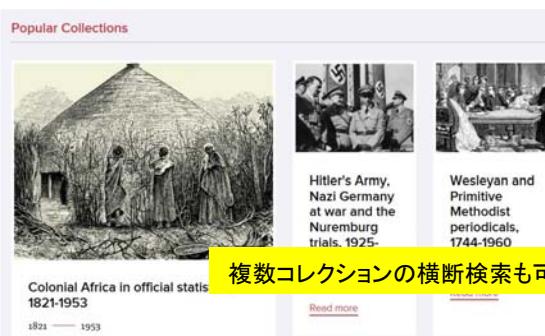 Popular Collections
Colonial Africa in official statis
1821-1953
1821 1953
Hitler's Army,
Nazi Germany
at war and the
Nuremburg
trials, 1925-
Read more
Wesleyan and
Primitive
Methodist
periodicals,
1744-1960
複数コレクションの横断検索も可